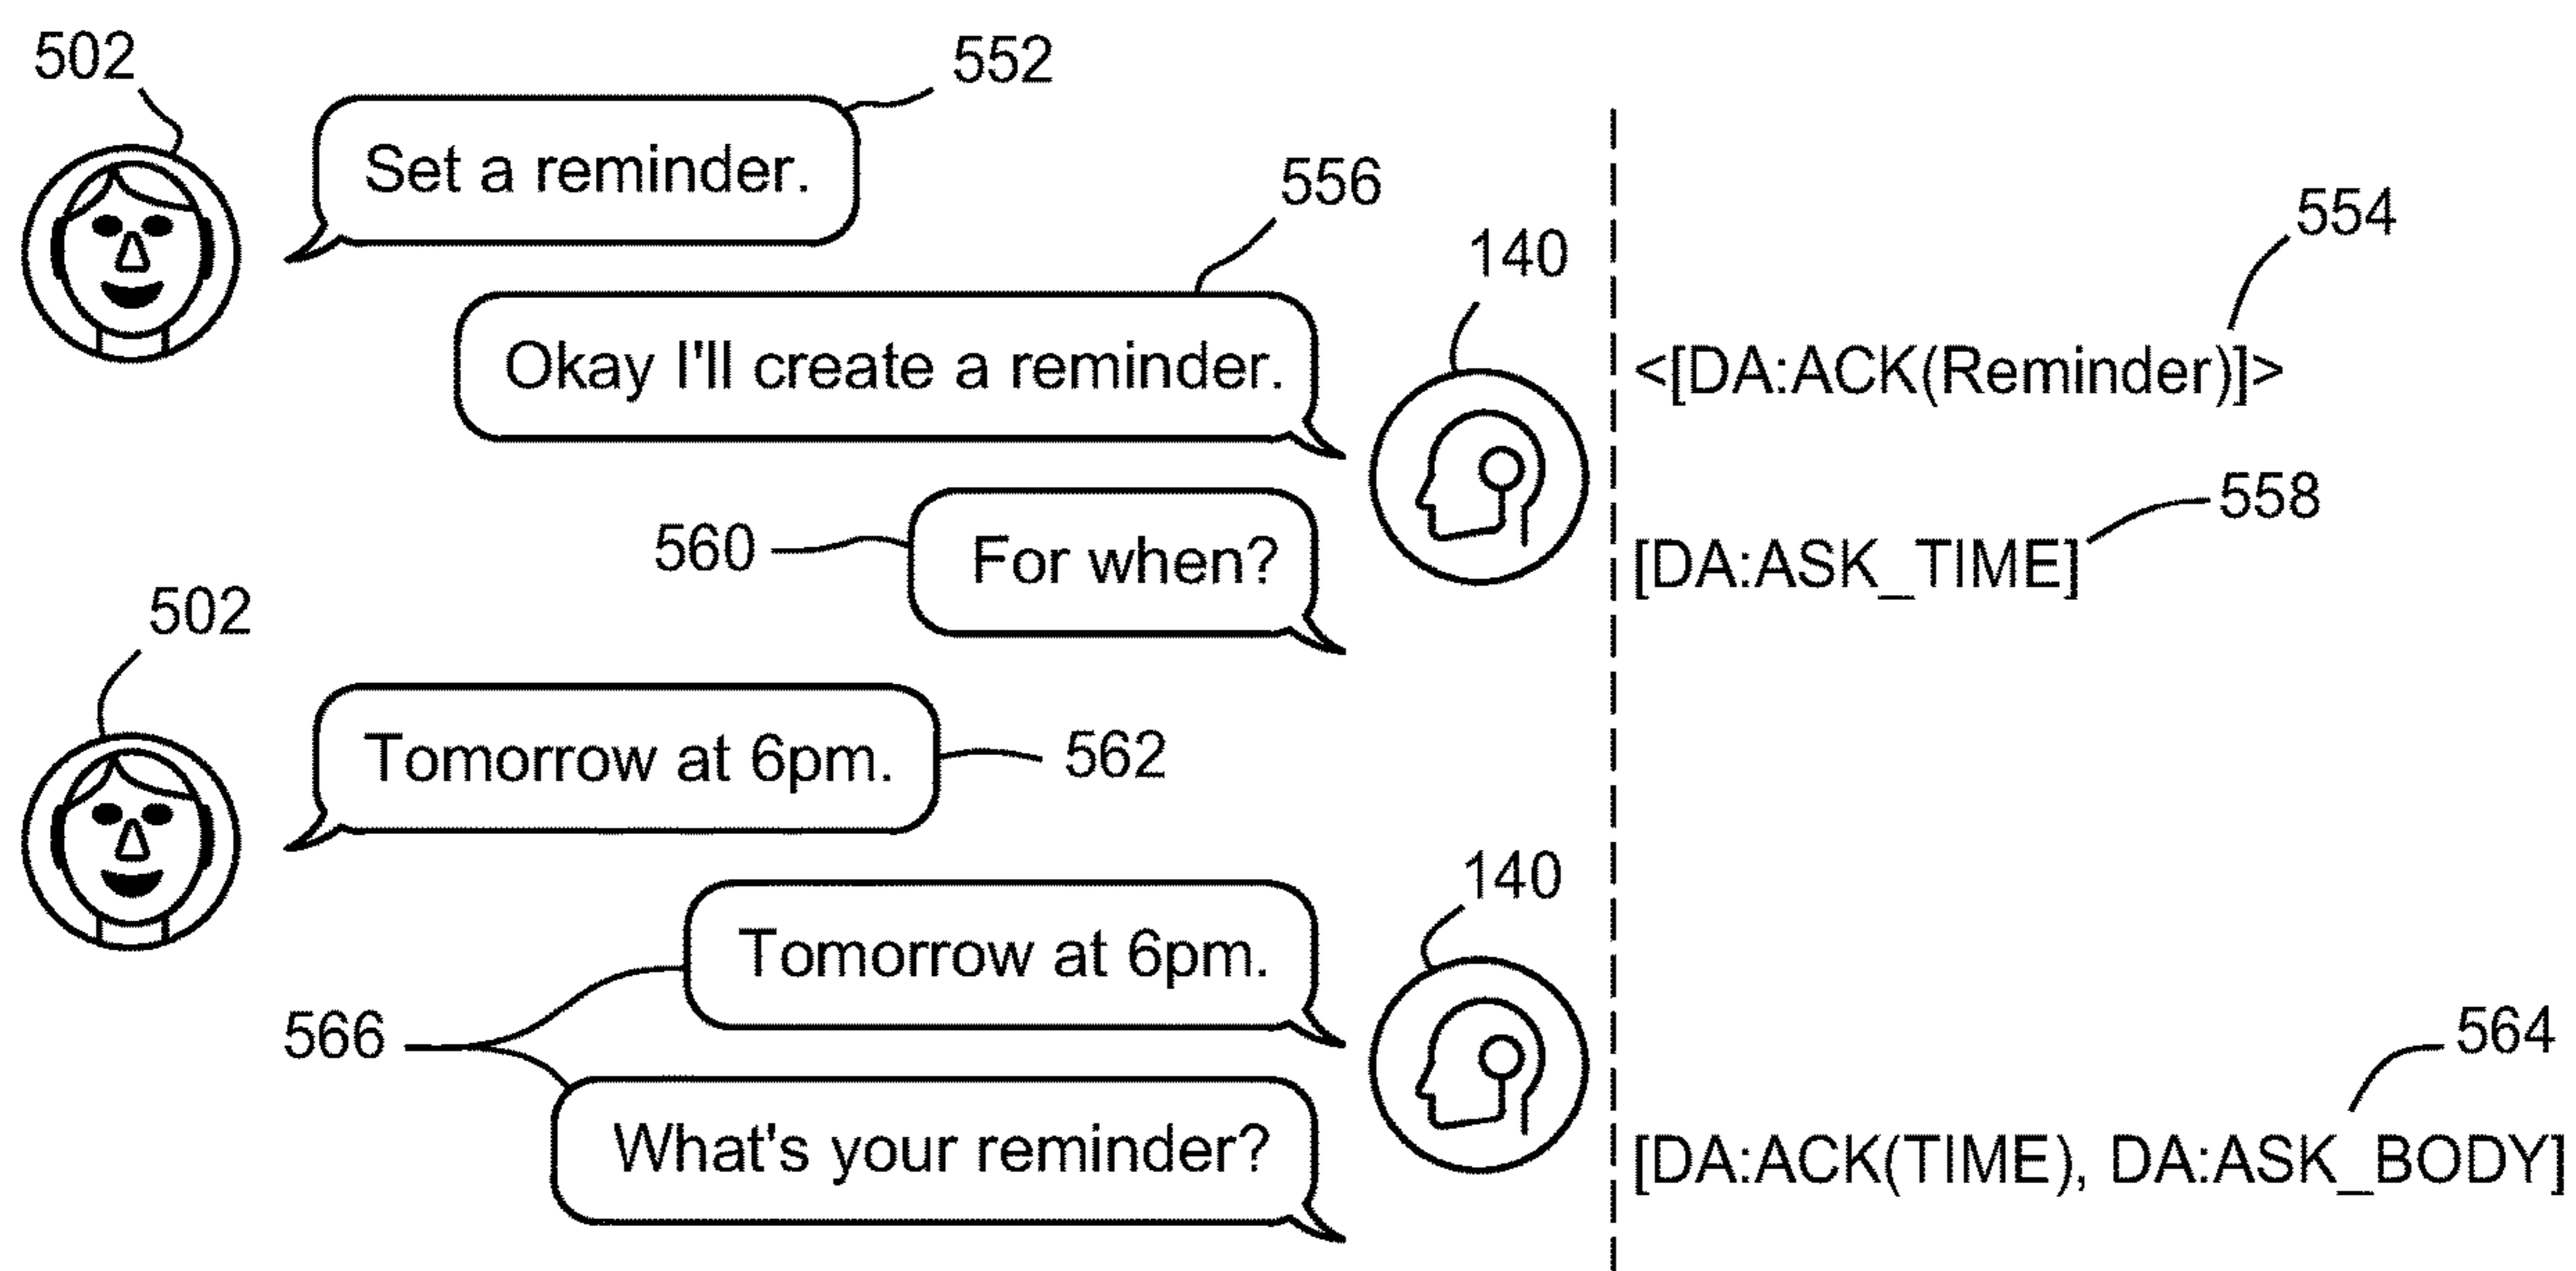 502
552
Set a reminder.
556
554
140
Okay I'll create a reminder.
<[DA:ACK(Reminder)]>
558
560
For when?
[DA:ASK_TIME]
502
Tomorrow at 6pm.
562
140
Tomorrow at 6pm.
566
564
What's your reminder?
[DA:ACK(TIME), DA:ASK_BODY]